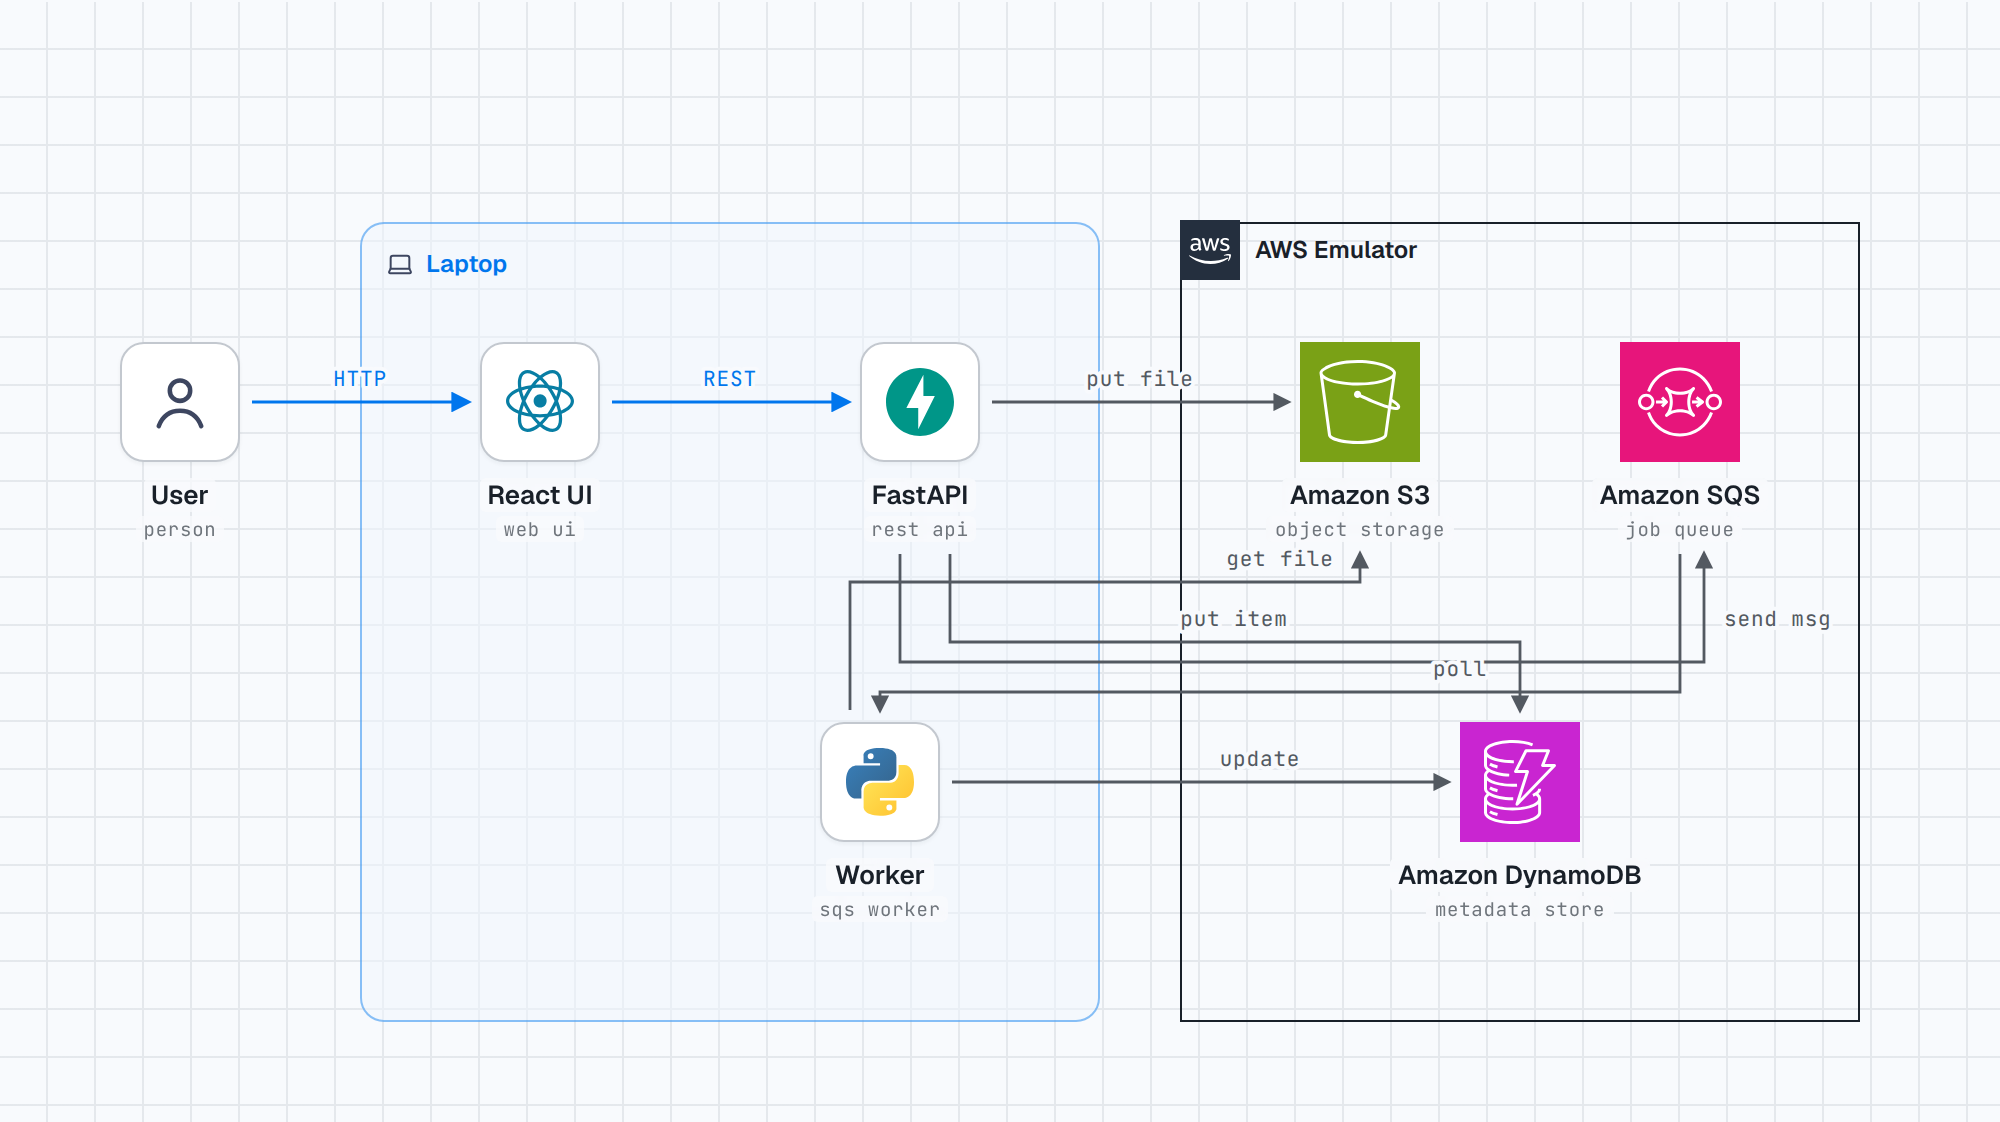 Laptop
aws
AWS Emulator
HTTP
REST
put file
User
person
React UI
web ui
FastAPI
rest api
Amazon S3
object storage
Amazon SQS
job queue
get file
put item
send msg
poll
update
Worker
sqs worker
Amazon DynamoDB
metadata store